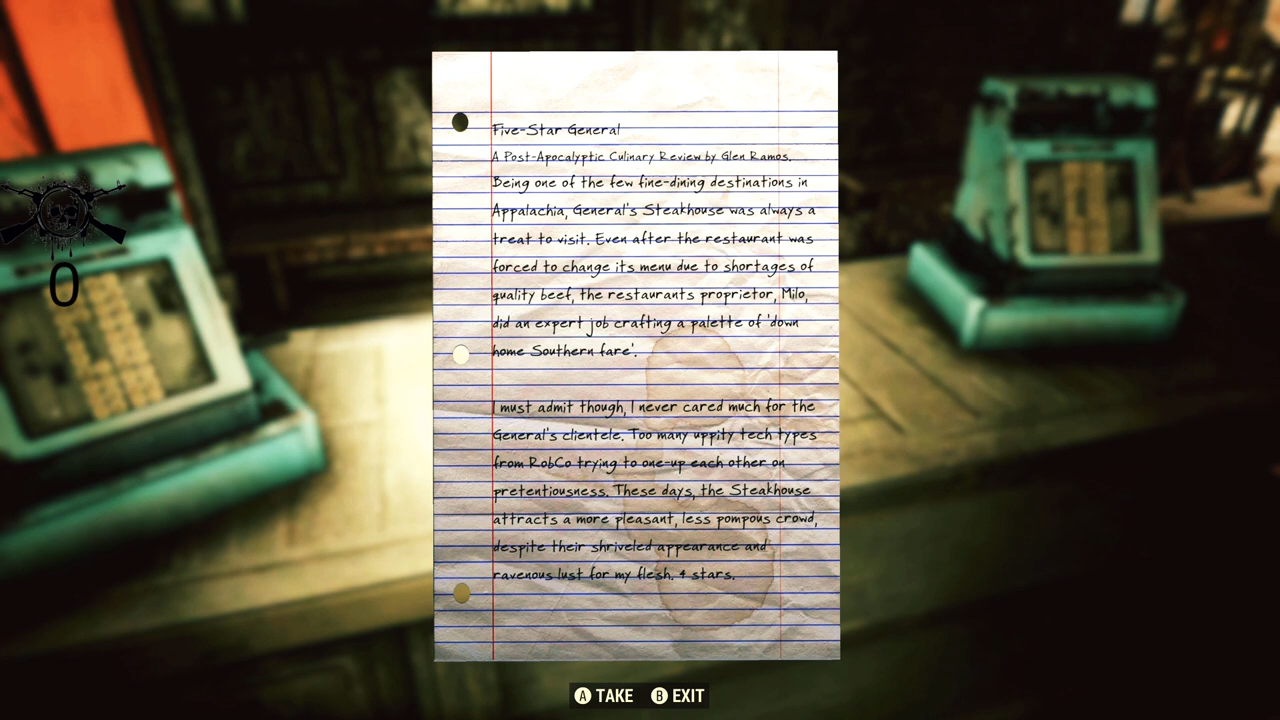 Five-Star General
A Post-Apocalyptic Culinary Review by Glen Ramos.
Being one of the few fine-dining destinations in
Appalachia, General's Steakhouse was always a
treat to visit. Even after the restaurant was
forced to change its menu due to shortages of
quality beef, the restaurants proprietor, Milo,
did an expert job crafting a palette of 'down
home Southern fare'.
I must admit though, I never cared much for the
General's clientele. Too many uppity tech types
from RobCo trying to one-up each other on
pretentiousness. These days, the Steakhouse
attracts a more pleasant, less pompous crowd,
despite their shriveled appearance and
ravenous lust for my flesh. 4 stars.
0
A TAKE B EXIT